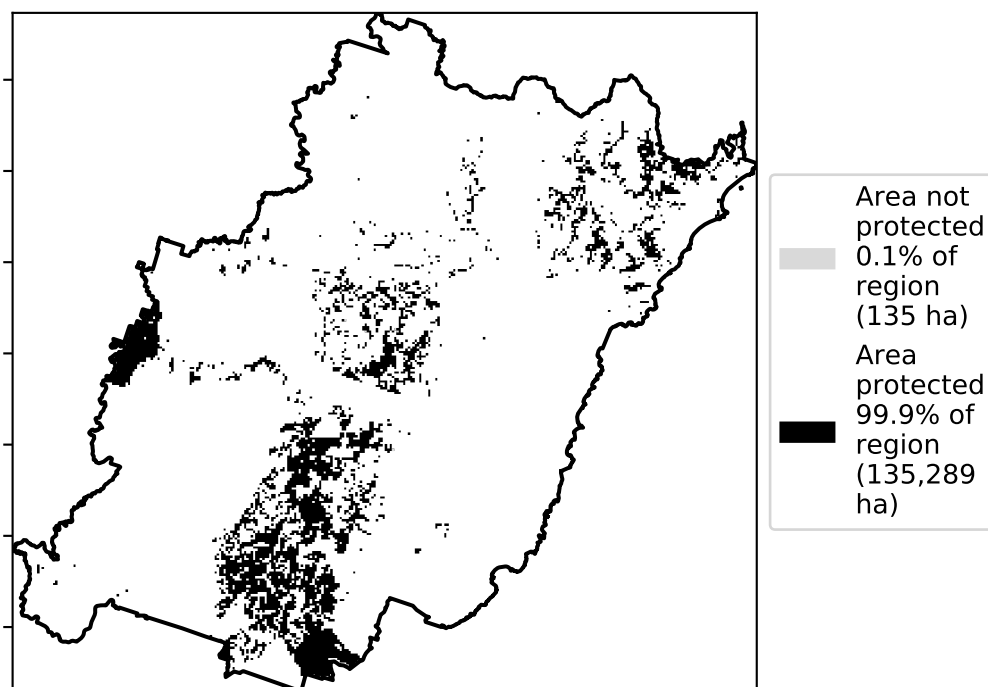 Area not
protected
0.1% of
region
(135 ha)
Area
protected
99.9% of
region
(135,289
ha)